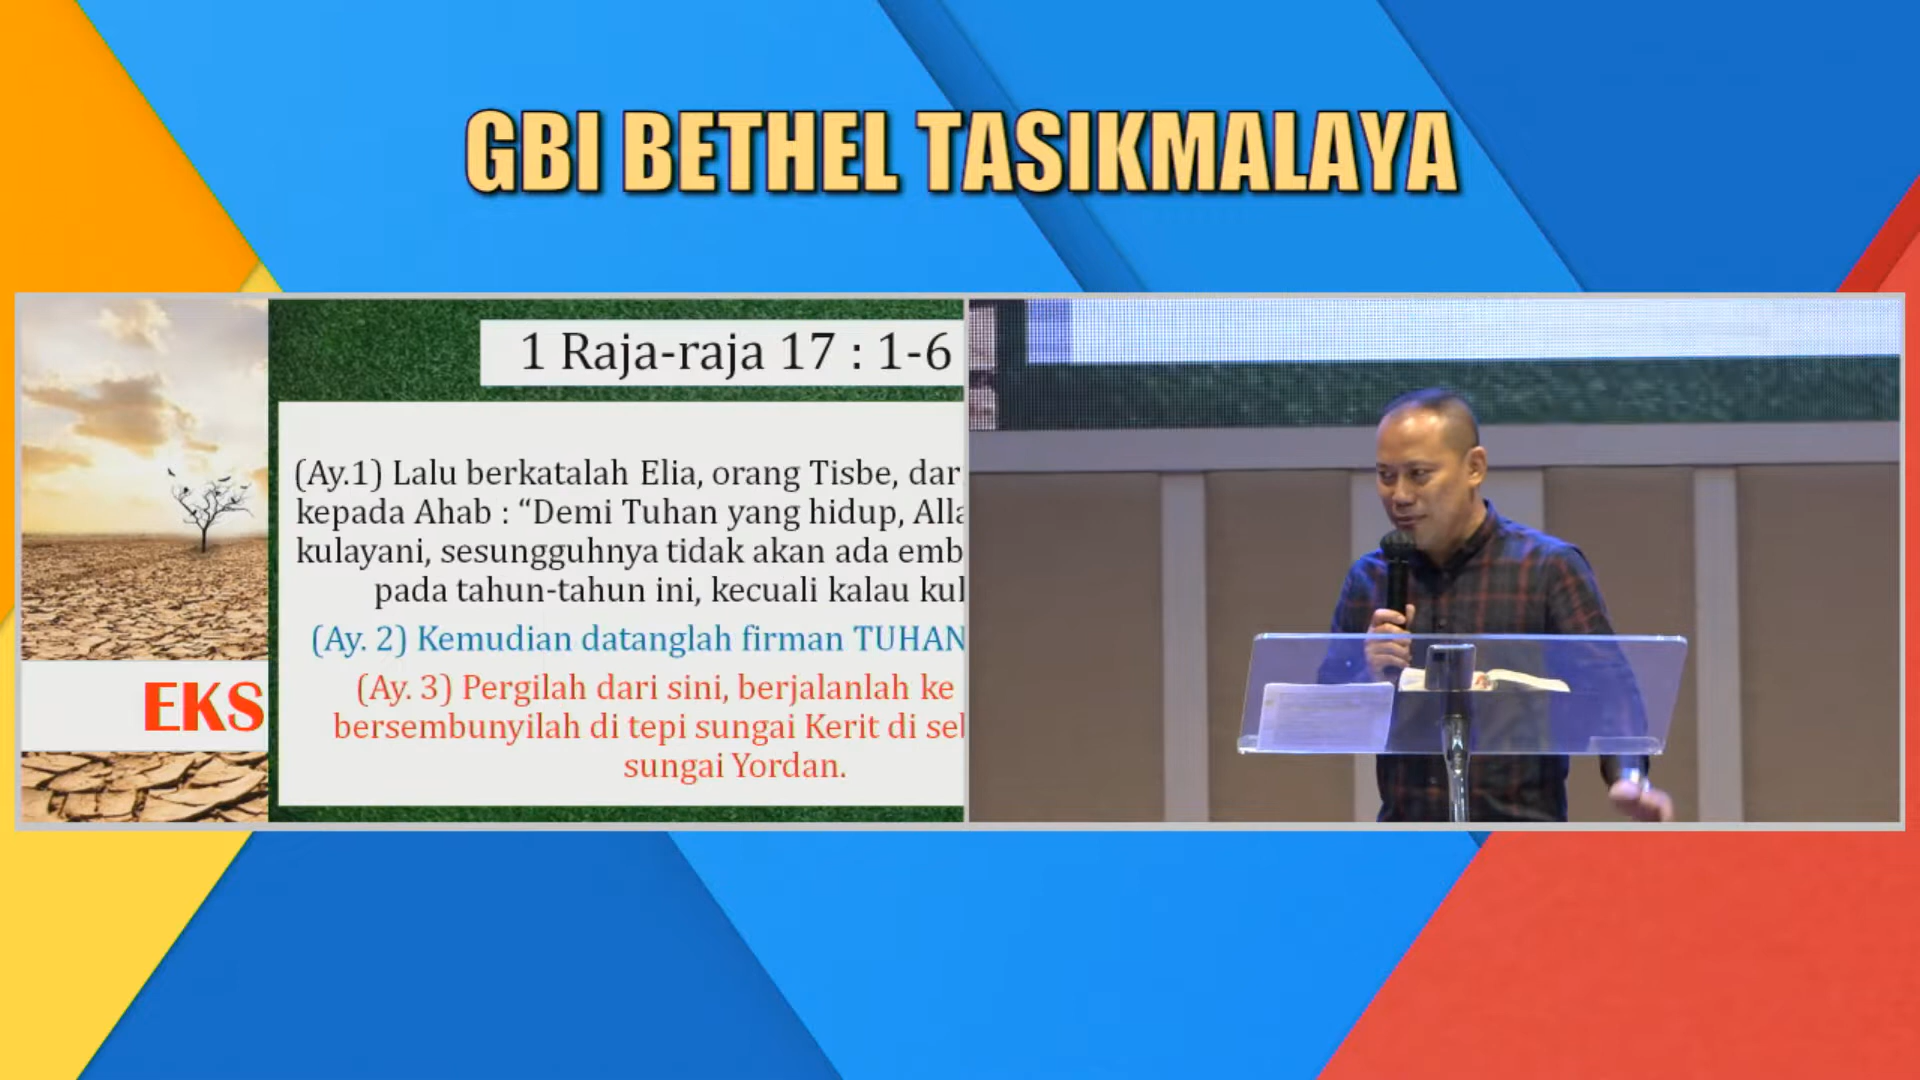 GBI BETHEL TASIKMALAYA
1 Raja-raja 17 : 1-6
(Ay.1) Lalu berkatalah Elia, orang Tisbe, dar
kepada Ahab : “Demi Tuhan yang hidup, Alla
kulayani, sesungguhnya tidak akan ada emb
pada tahun-tahun ini, kecuali kalau kul
(Ay. 2) Kemudian datanglah firman TUHAN
(Ay. 3) Pergilah dari sini, berjalanlah ke
bersembunyilah di tepi sungai Kerit di sel
sungai Yordan.
EKS